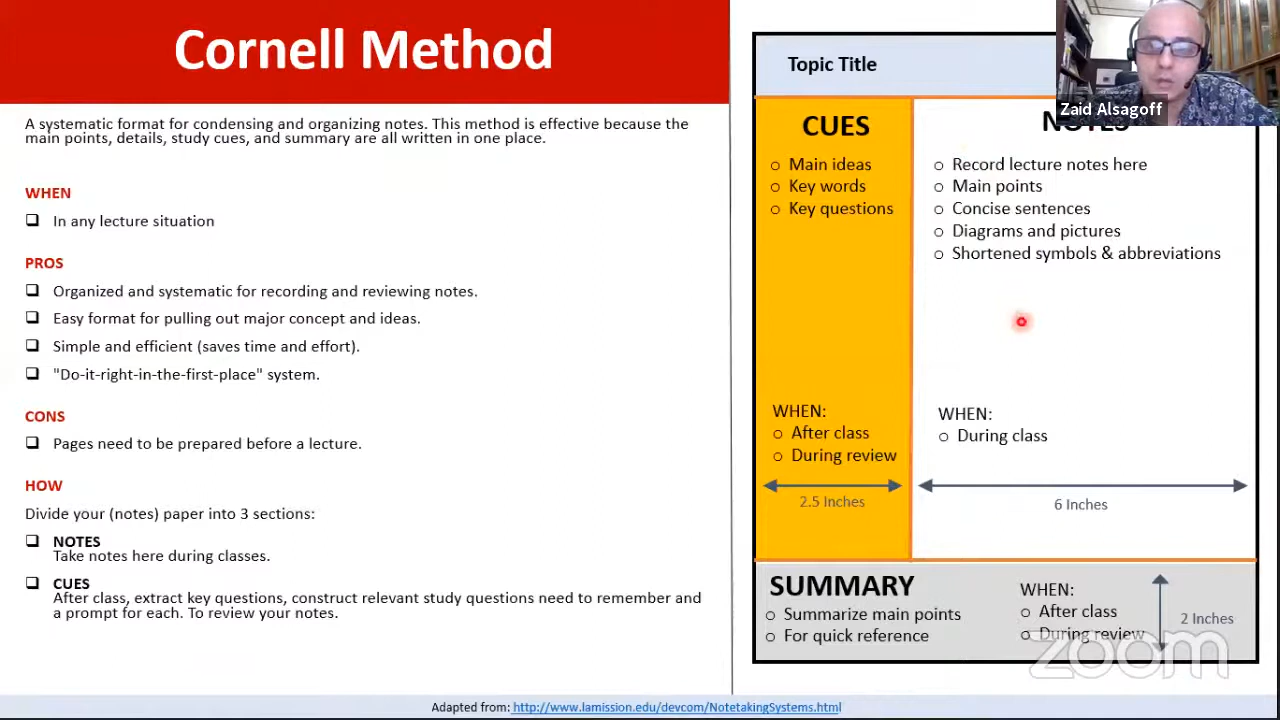 Cornell Method
A systematic format for condensing and organizing notes. This method is effective because the
main points, details, study cues, and summary are all written in one place.
WHEN
In any lecture situation
PROS
Organized and systematic for recording and reviewing notes.
Easy format for pulling out major concept and ideas.
Simple and efficient (saves time and effort).
"Do-it-right-in-the-first-place" system.
CONS
Pages need to be prepared before a lecture.
HOW
Divide your (notes) paper into 3 sections:
NOTES
Take notes here during classes.
CUES
After class, extract key questions, construct relevant study questions need to remember and
a prompt for each. To review your notes.
Topic Title
Zaid Alsagoff
CUES
Main ideas
Key words
Key questions
WHEN:
After class
During review
2.5 Inches
NOTES
Record lecture notes here
Main points
Concise sentences
Diagrams and pictures
Shortened symbols & abbreviations
WHEN:
During class
6 Inches
SUMMARY
Summarize main points
For quick reference
WHEN:
After class
During review
2 Inches
zoom
Adapted from: http://www.lamission.edu/devcom/NotetakingSystems.html